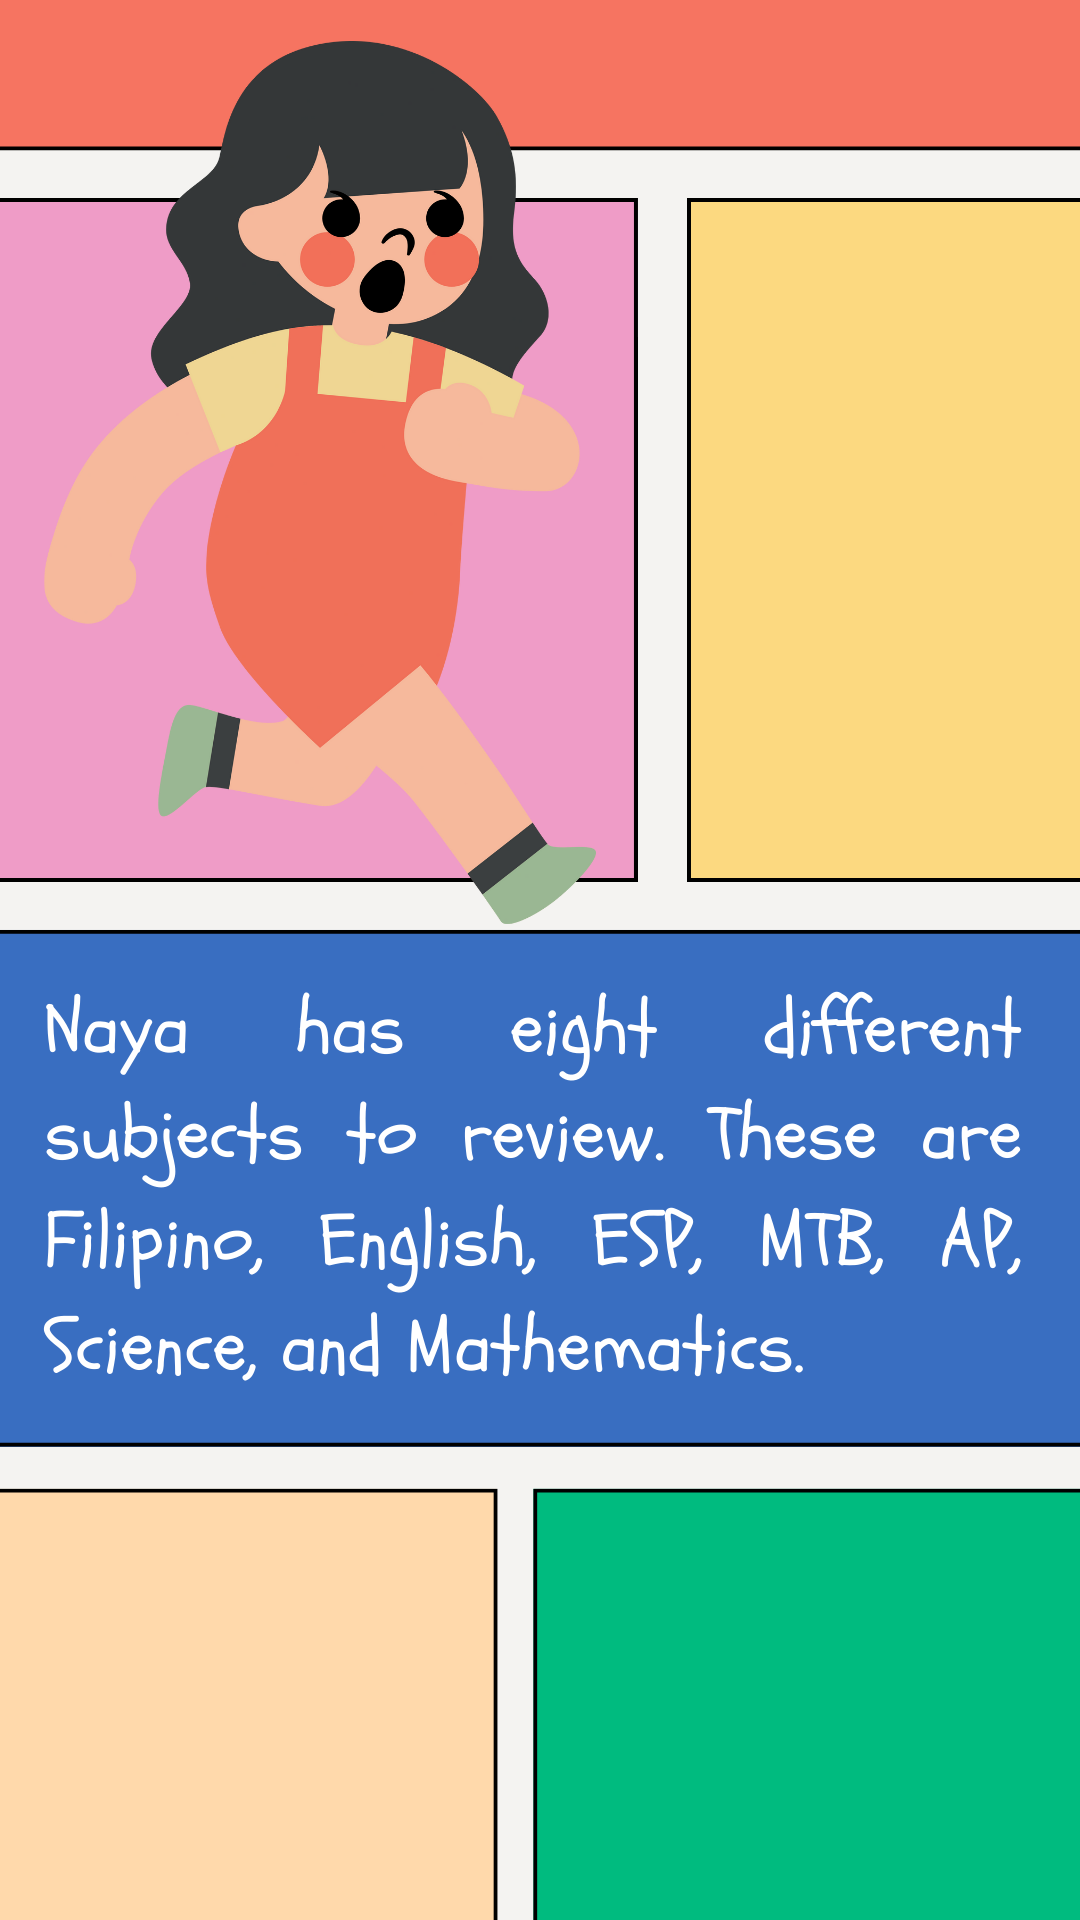 Naya has eight different
subjects to review. These are
Filipino, English, ESP, MTB, AP,
Science, and Mathematics.